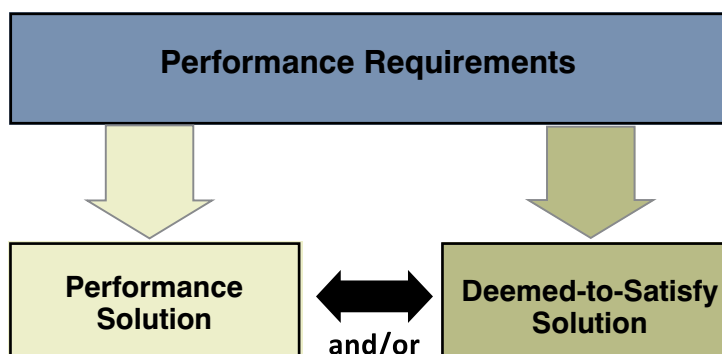 Performance Requirements
Performance
Solution
and/or
Deemed-to-Satisfy
Solution